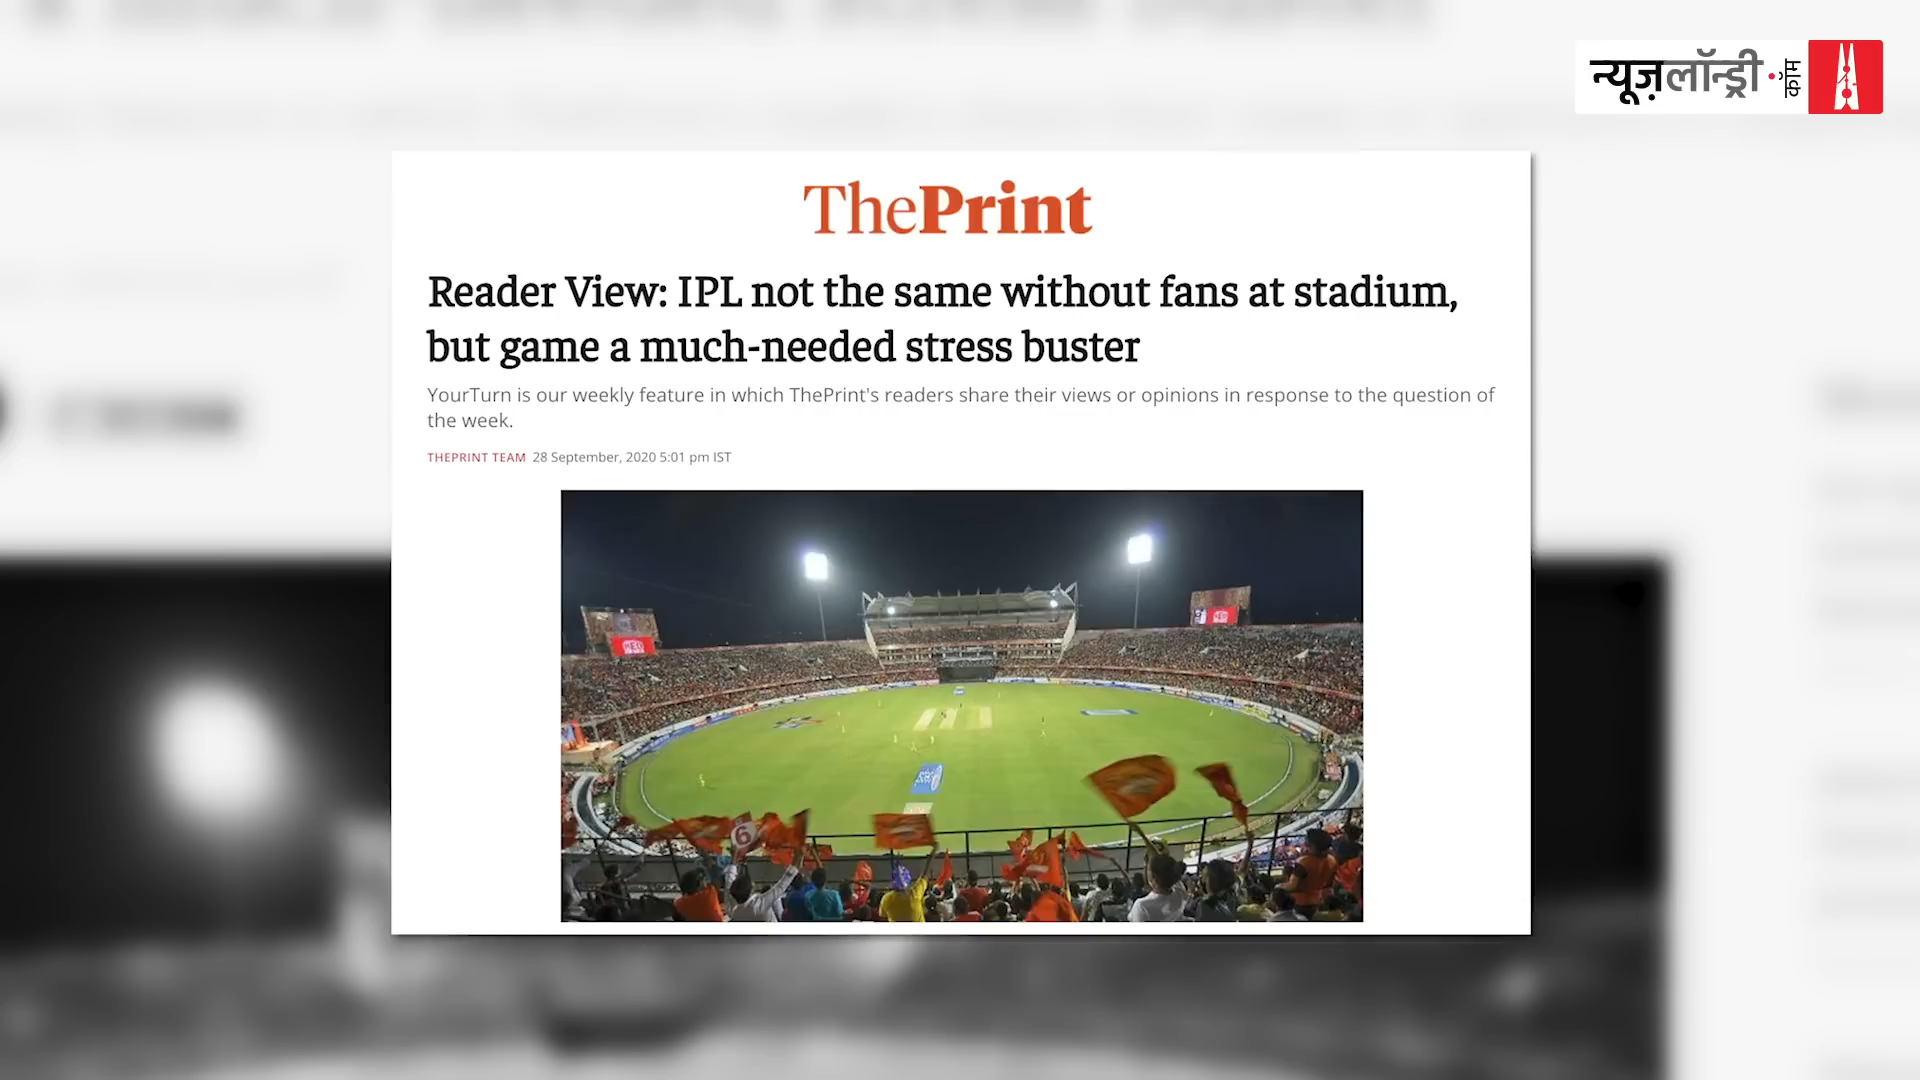 न्यूज़लॉन्ड्री.कॉम
ThePrint
Reader View: IPL not the same without fans at stadium,
but game a much-needed stress buster
YourTurn is our weekly feature in which ThePrint's readers share their views or opinions in response to the question of
the week.
THEPRINT TEAM 28 September, 2020 5:01 pm IST
6